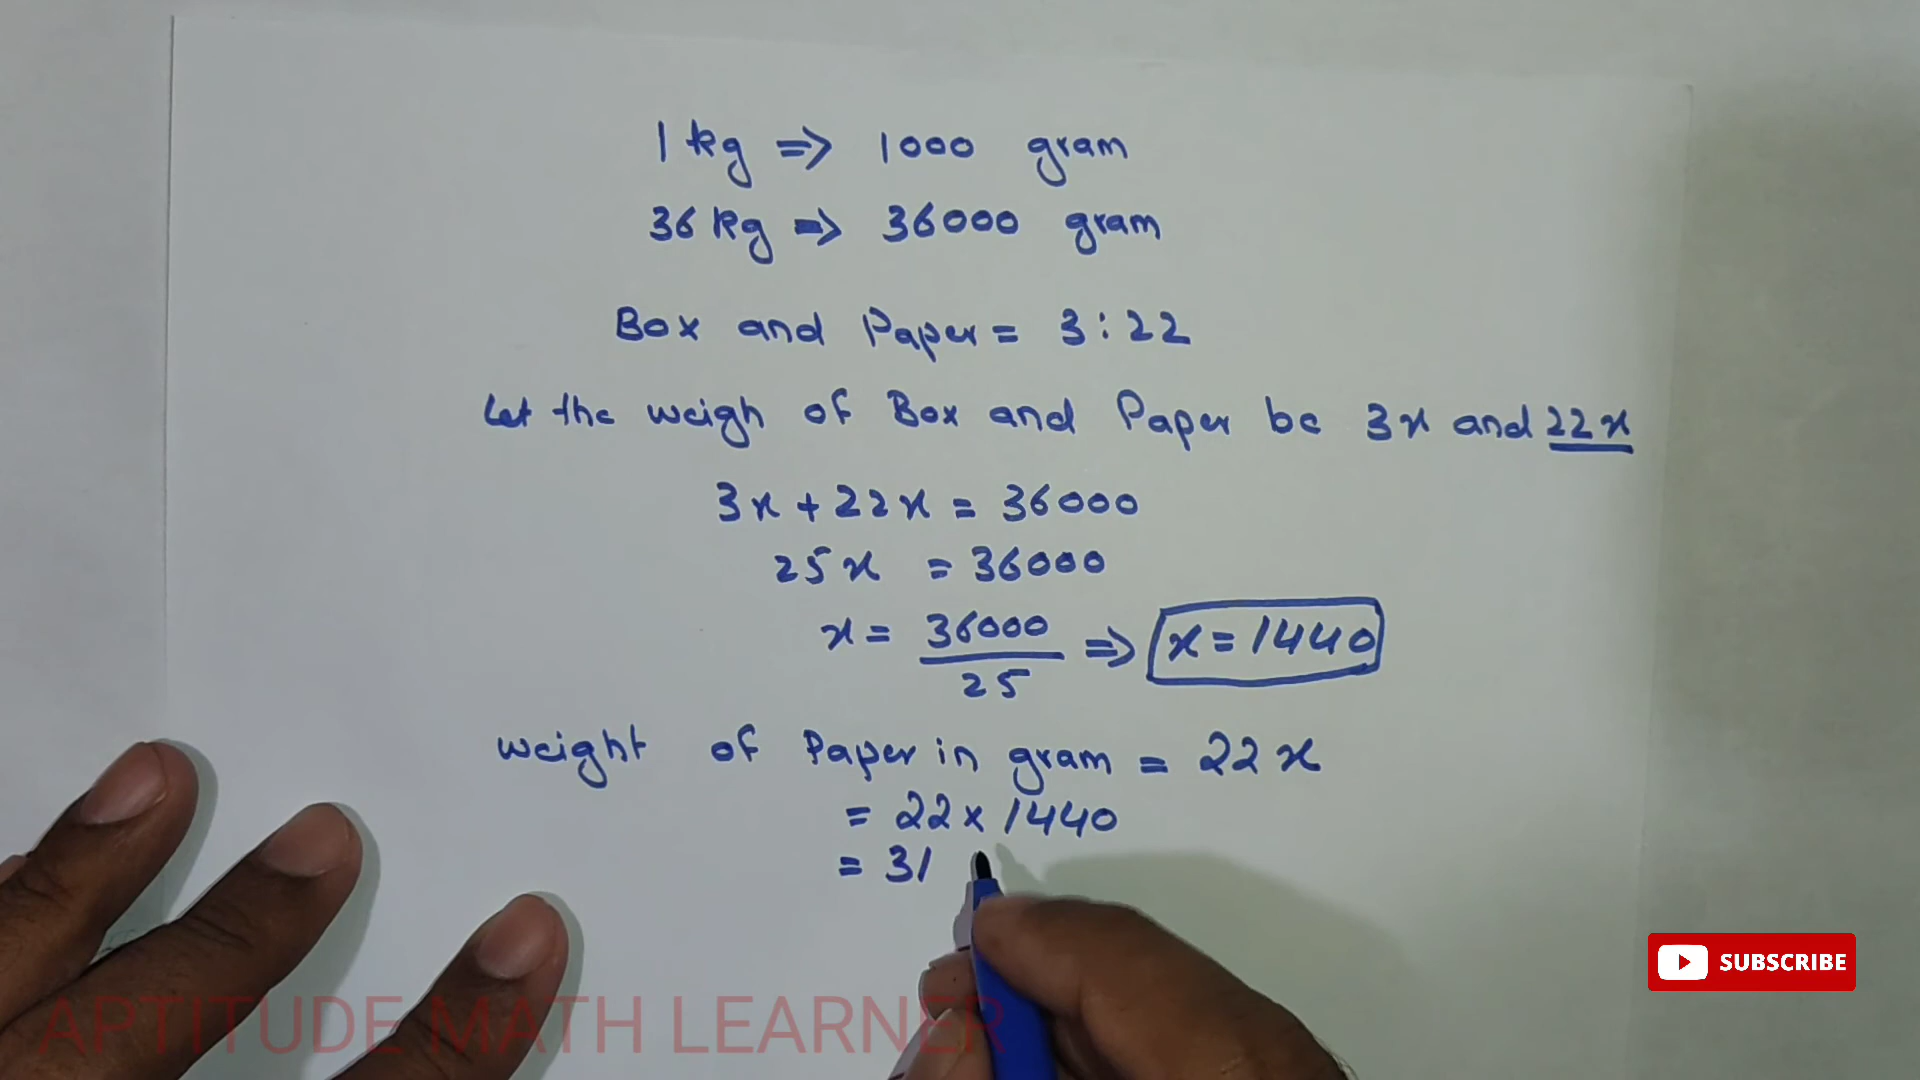 1 kg => 1000 gram
36 kg => 36000 gram
Box and Paper = 3:22
Let the weigh of Box and Paper be 3x and 22x
3x + 22x = 36000
25x = 36000
x = 36000/25 => x = 1440
weight of Paper in gram = 22x
= 22 x 1440
= 31
SUBSCRIBE
APTITUDE MATH LEARNER